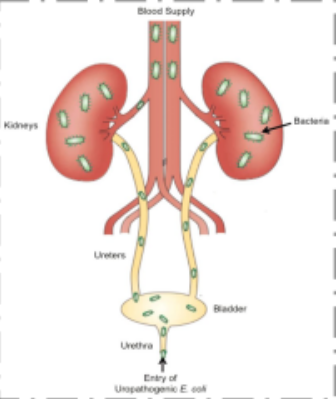 Blood Supply
Kidneys
Bacteria
Ureters
Bladder
Urethra
Entry of
Uropathogenic E. coli